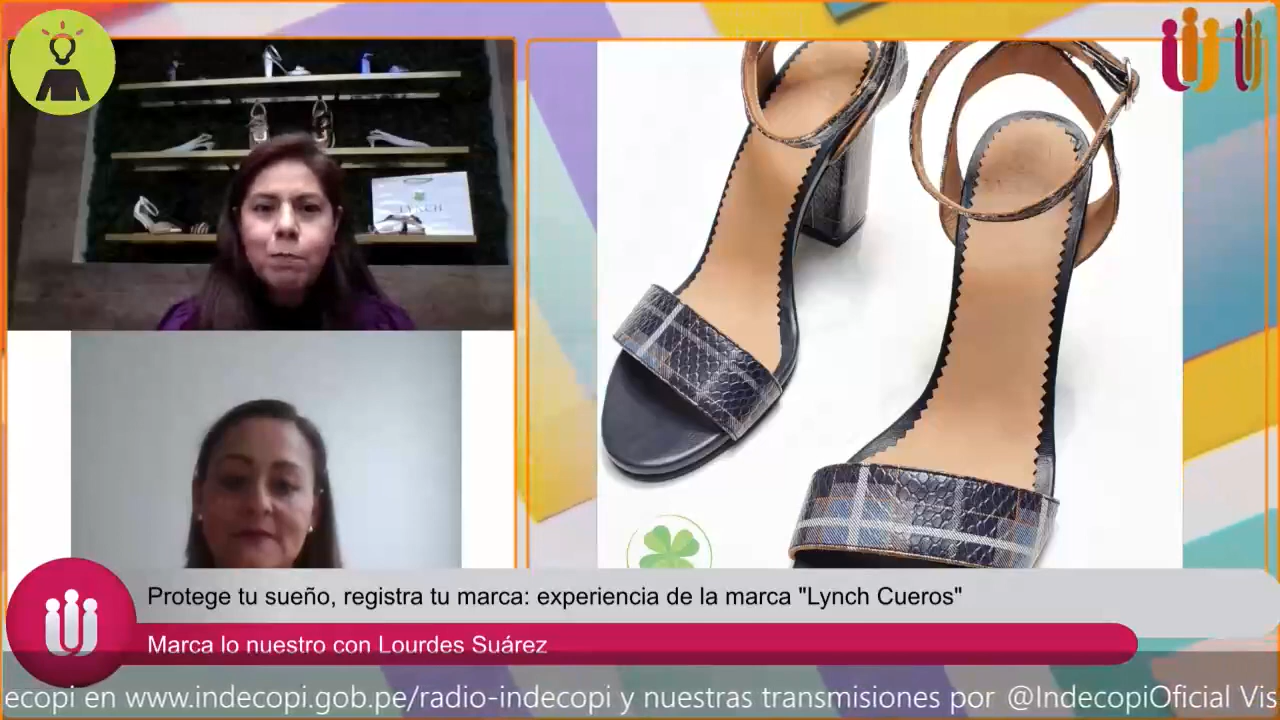 LYNCH
Protege tu sueño, registra tu marca: experiencia de la marca "Lynch Cueros"
Marca lo nuestro con Lourdes Suárez
ecopi en www.indecopi.gob.pe/radio-indecopi y nuestras transmisiones por @IndecopiOficial Vis